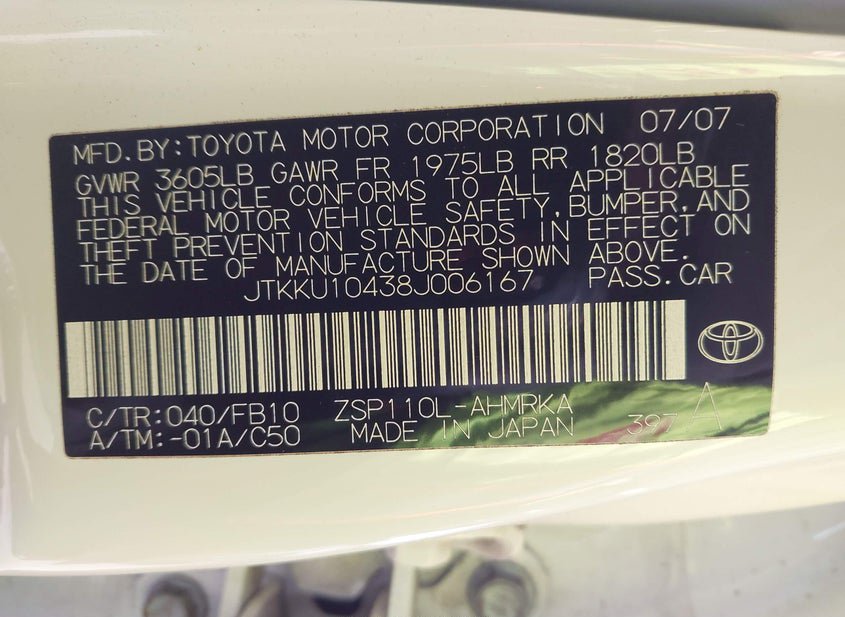 MFD.BY:TOYOTA MOTOR CORPORATION 07/07
GVWR 3605LB GAWR FR 1975LB RR 1820LB
THIS VEHICLE CONFORMS TO ALL APPLICABLE
FEDERAL MOTOR VEHICLE SAFETY,BUMPER,AND
THEFT PREVENTION STANDARDS IN EFFECT ON
THE DATE OF MANUFACTURE SHOWN ABOVE.
JTKKU10438J006167 PASS.CAR
C/TR:040/FB10 ZSP110L-AHMRKA
A/TM:-01A/C50 MADE IN JAPAN 397 A